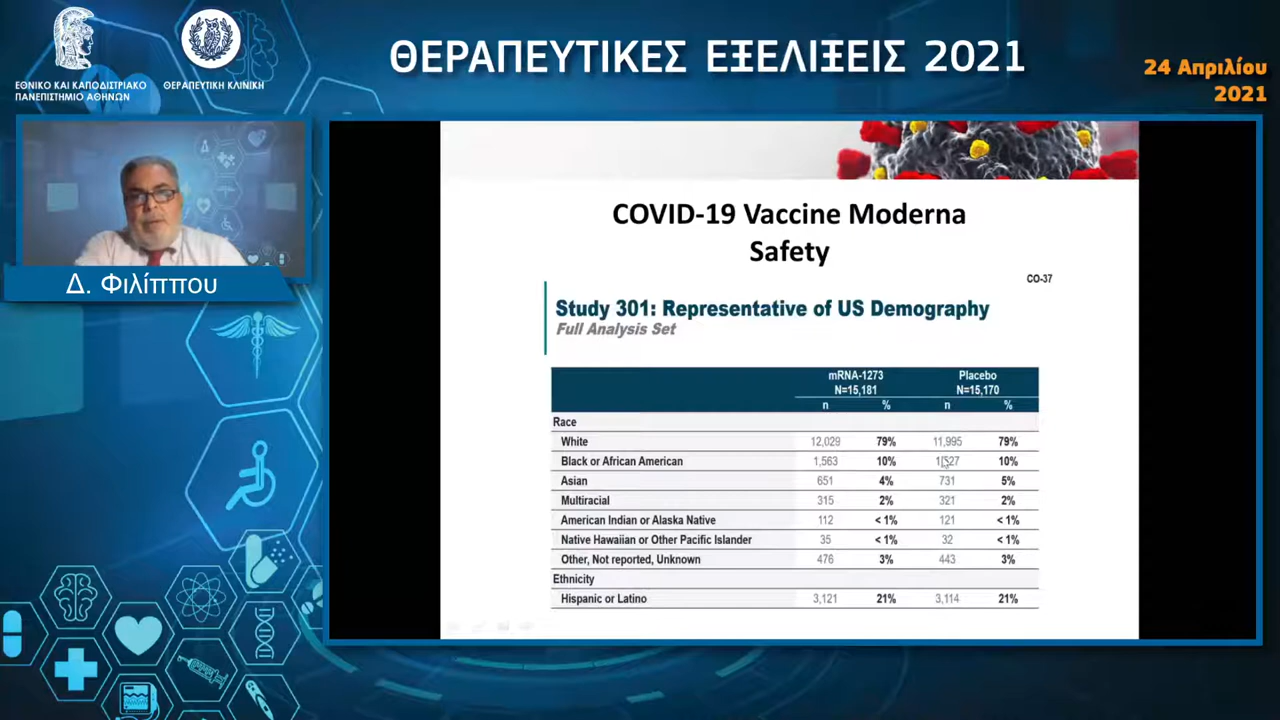 ΕΘΝΙΚΟ ΚΑΙ ΚΑΠΟΔΙΣΤΡΙΑΚΟ
ΠΑΝΕΠΙΣΤΗΜΙΟ ΑΘΗΝΩΝ
ΘΕΡΑΠΕΥΤΙΚΗ ΚΛΙΝΙΚΗ
ΘΕΡΑΠΕΥΤΙΚΕΣ ΕΞΕΛΙΞΕΙΣ 2021
24 Απριλίου
2021
Δ. Φιλίππου
COVID-19 Vaccine Moderna
Safety
CO-37
Study 301: Representative of US Demography
Full Analysis Set
mRNA-1273 Placebo
N=15,181 N=15,170
n % n %
Race
White 12,029 79% 11,995 79%
Black or African American 1,563 10% 10%
Asian 651 4% 731 5%
Multiracial 315 2% 321 2%
American Indian or Alaska Native 112 < 1% 121 < 1%
Native Hawaiian or Other Pacific Islander 35 < 1% 32 < 1%
Other, Not reported, Unknown 476 3% 443 3%
Ethnicity
Hispanic or Latino 3,121 21% 3,114 21%